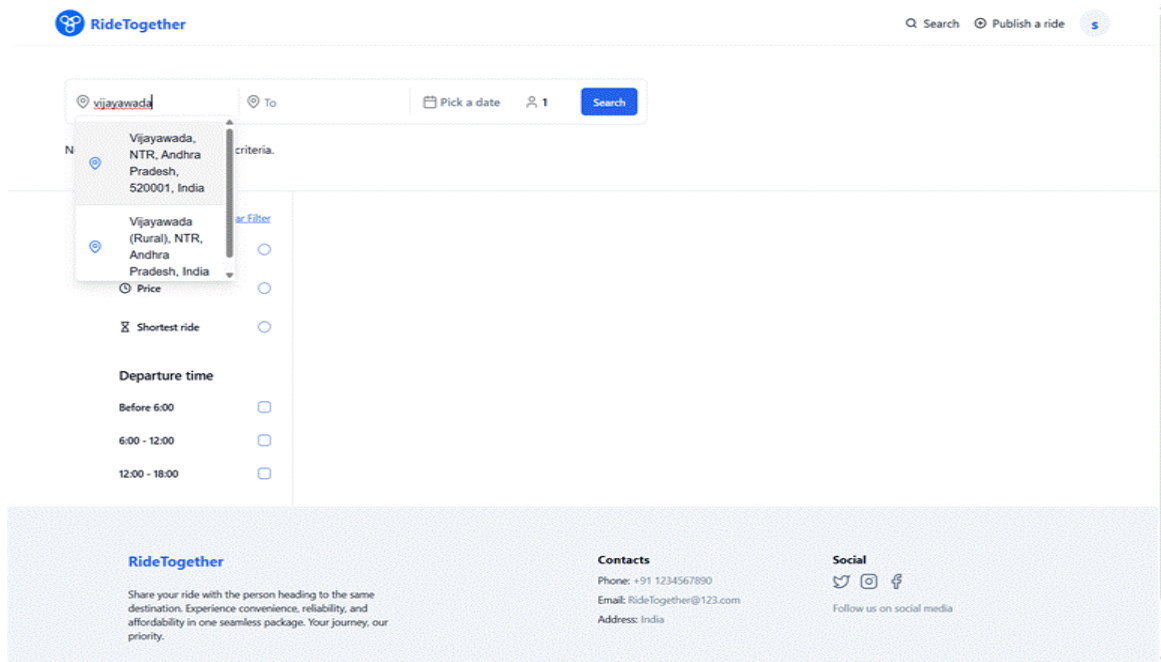 RideTogether
Search
Publish a ride
s
vijayawada
To
Pick a date
1
Search
Vijayawada,
NTR, Andhra
Pradesh,
520001, India
criteria.
Vijayawada
(Rural), NTR,
Andhra
Pradesh, India
Filter
Price
Shortest ride
Departure time
Before 6:00
6:00 - 12:00
12:00 - 18:00
RideTogether
Share your ride with the person heading to the same
destination. Experience convenience, reliability, and
affordability in one seamless package. Your journey, our
priority.
Contacts
Phone: +91 1234567890
Email: RideTogether@123.com
Address: India
Social
Follow us on social media